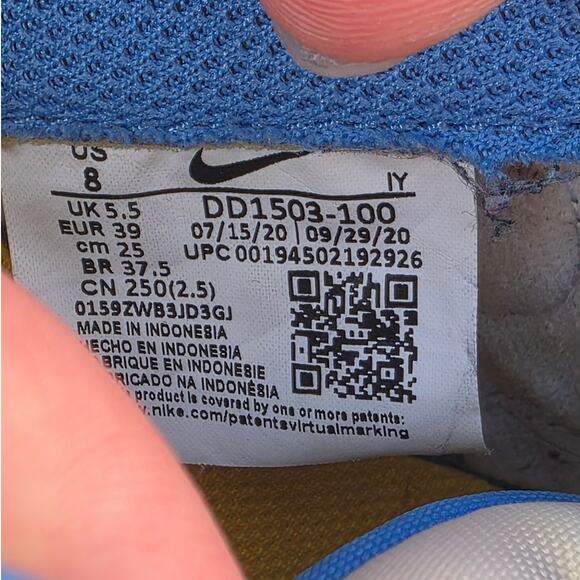 US
8
IY
UK 5.5
EUR 39
cm 25
BR 37.5
CN 250(2.5)
0159ZWB3JD3GJ
DD1503-100
07/15/20 | 09/29/20
UPC 00194502192926
MADE IN INDONESIA
HECHO EN INDONESIA
FABRIQUE EN INDONESIE
FABRICADO NA INDONÉSIA
product is covered by one or more patents:
.nike.com/patentsvirtualmarking